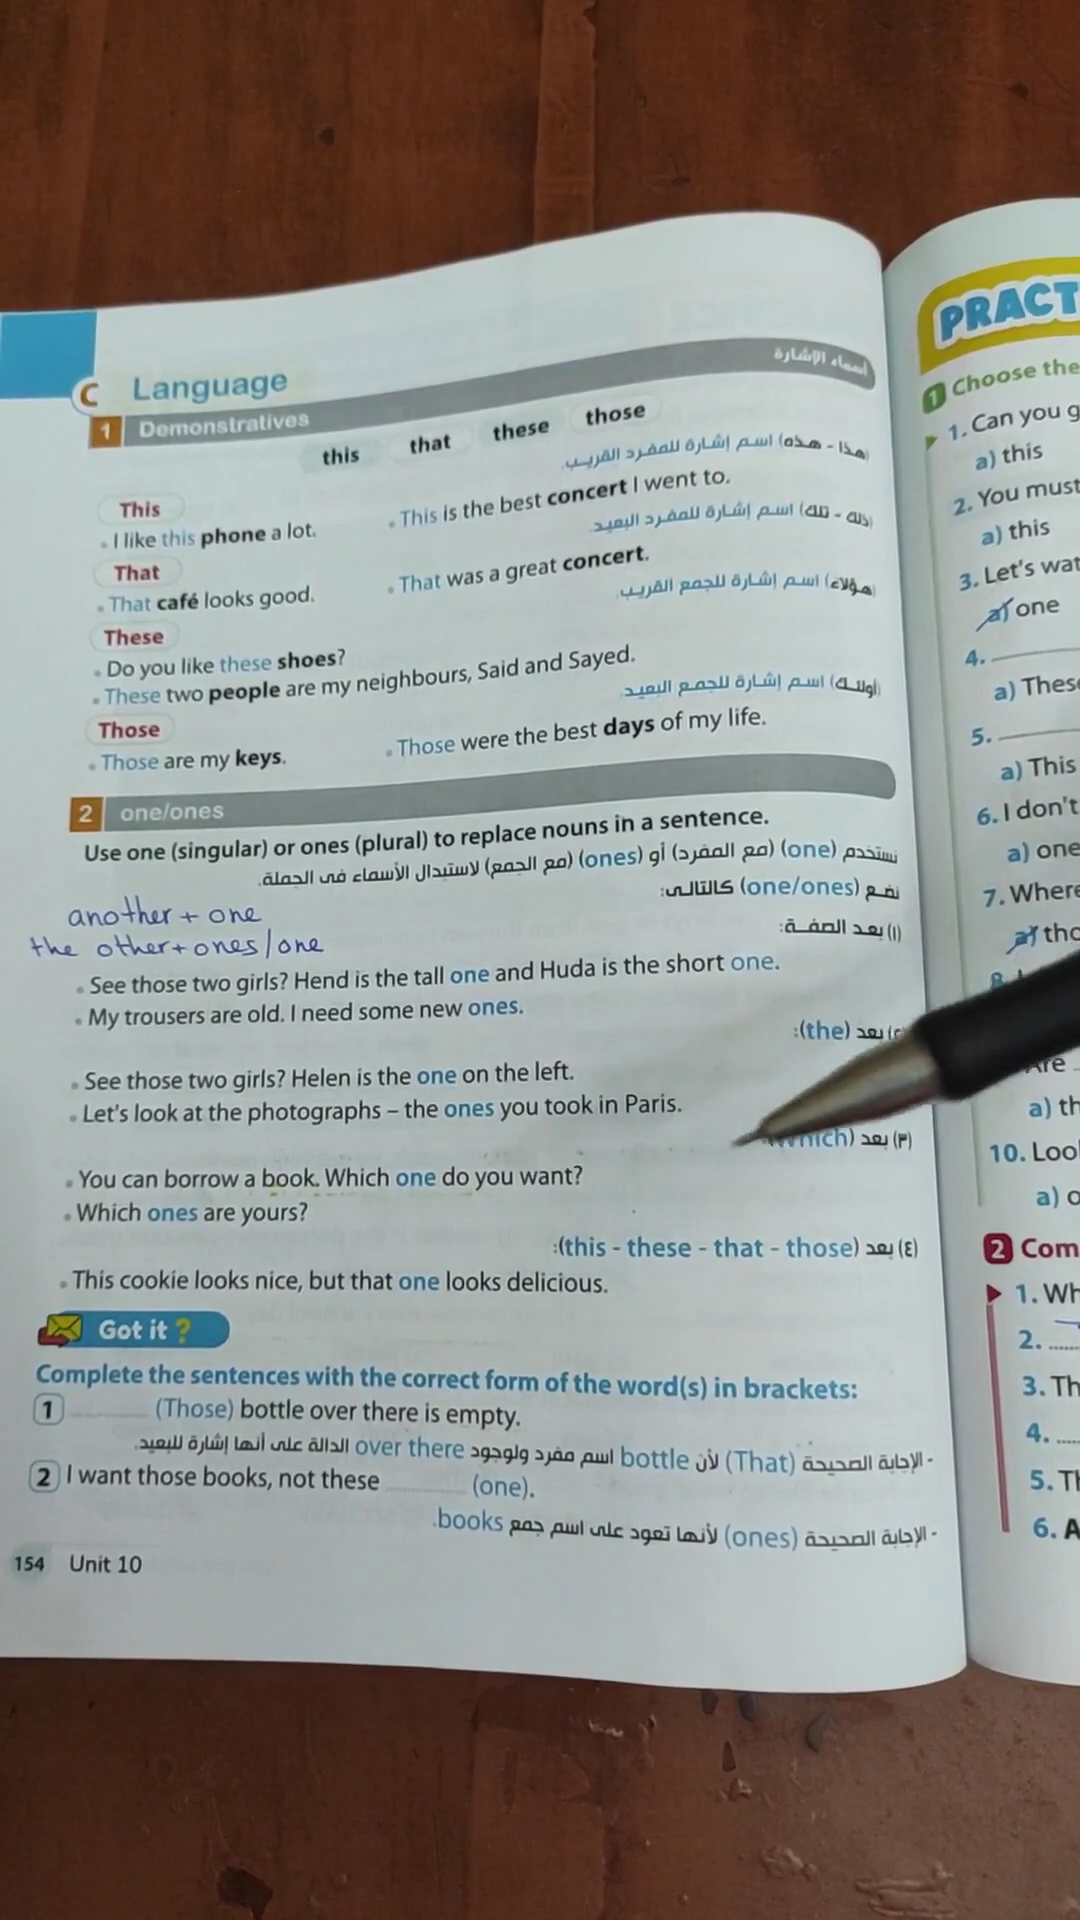 C Language
1 Demonstratives أسماء الإشارة
this that these those
This (هذا - هذه) اسم إشارة للمفرد القريب.
• I like this phone a lot. • This is the best concert I went to.
That (ذلك - تلك) اسم إشارة للمفرد البعيد.
• That café looks good. • That was a great concert.
These (هؤلاء) اسم إشارة للجمع القريب.
• Do you like these shoes?
• These two people are my neighbours, Said and Sayed.
Those (أولئك) اسم إشارة للجمع البعيد.
• Those are my keys. • Those were the best days of my life.
2 one/ones
Use one (singular) or ones (plural) to replace nouns in a sentence.
نستخدم (one) (مع المفرد) أو (ones) (مع الجمع) لاستبدال الأسماء فى الجملة.
نضع (one/ones) كالتالى:
another + one
the other + ones/one
(١) بعد الصفة:
• See those two girls? Hend is the tall one and Huda is the short one.
• My trousers are old. I need some new ones.
بعد (the):
• See those two girls? Helen is the one on the left.
• Let's look at the photographs – the ones you took in Paris.
(٣) بعد (which)
• You can borrow a book. Which one do you want?
• Which ones are yours?
(٤) بعد (this - these - that - those):
• This cookie looks nice, but that one looks delicious.
Got it ?
Complete the sentences with the correct form of the word(s) in brackets:
1 ............ (Those) bottle over there is empty.
- الإجابة الصحيحة (That) لأن bottle اسم مفرد ولوجود over there الدالة على أنها إشارة للبعيد.
2 I want those books, not these ............ (one).
- الإجابة الصحيحة (ones) لأنها تعود على اسم جمع books.
154 Unit 10
PRACT
1 Choose the
1. Can you g
a) this
2. You must
a) this
3. Let's wat
a) one
4.
a) These
5.
a) This
6. I don't
a) one
7. Where
a) tho
8.
Are
a) th
10. Lool
a) o
2 Com
1. Wh
2. ......
3. Th
4. ....
5. Th
6. A